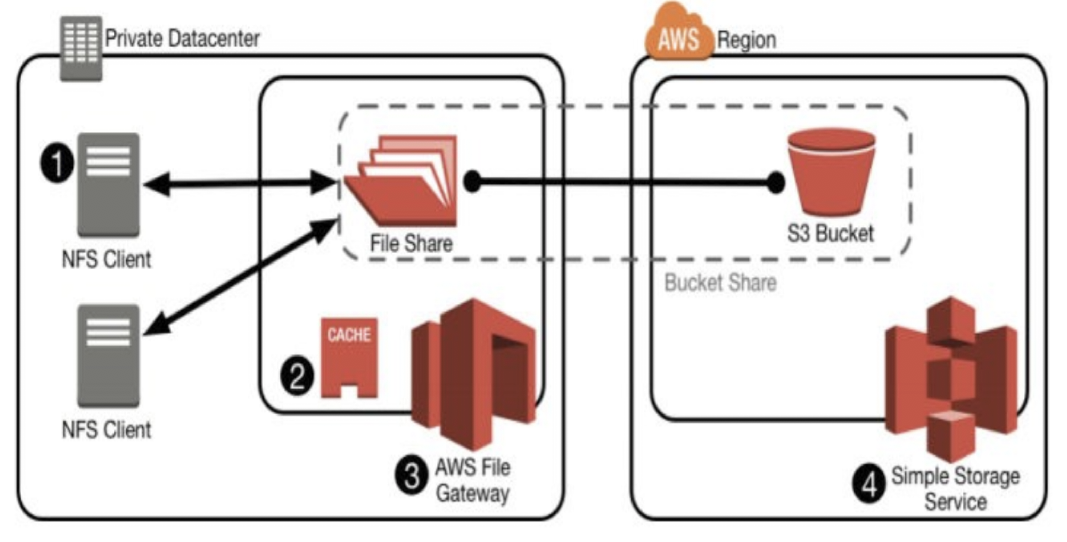 Private Datacenter
AWS Region
1
NFS Client
File Share
S3 Bucket
Bucket Share
NFS Client
2
CACHE
3
AWS File
Gateway
4
Simple Storage
Service